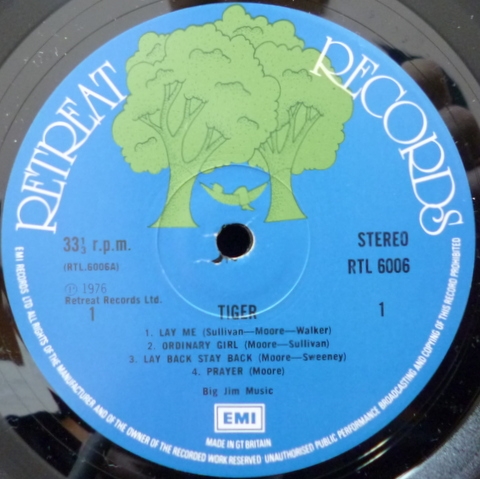 RETREAT RECORDS
33⅓ r.p.m.
(RTL.6006A)
STEREO
RTL 6006
Ⓟ 1976
Retreat Records Ltd.
1
1
TIGER
1. LAY ME (Sullivan—Moore—Walker)
2. ORDINARY GIRL (Moore—Sullivan)
3. LAY BACK STAY BACK (Moore—Sweeney)
4. PRAYER (Moore)
Big Jim Music
EMI
MADE IN GT BRITAIN
EMI RECORDS LTD ALL RIGHTS OF THE MANUFACTURER AND OF THE OWNER OF THE RECORDED WORK RESERVED UNAUTHORISED PUBLIC PERFORMANCE BROADCASTING AND COPYING OF THIS RECORD PROHIBITED